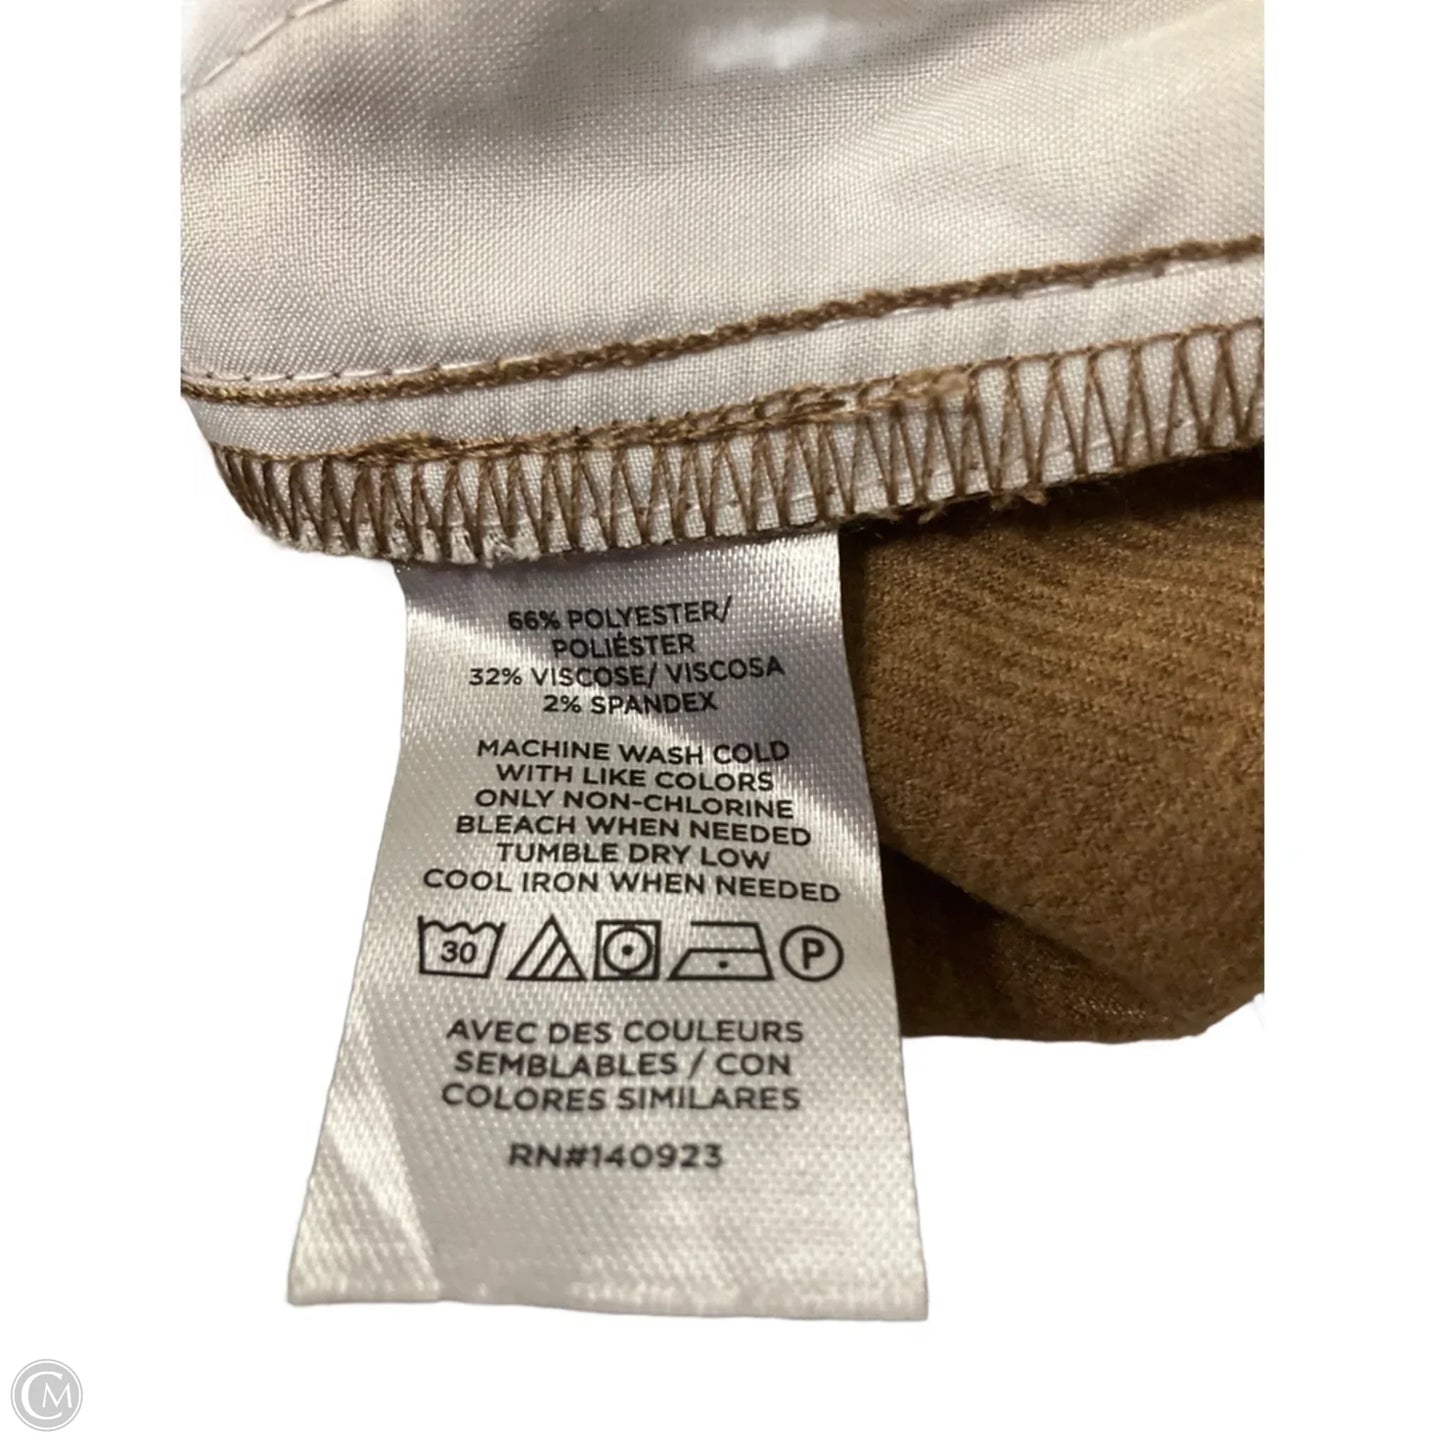 66% POLYESTER/
POLIÉSTER
32% VISCOSE/ VISCOSA
2% SPANDEX
MACHINE WASH COLD
WITH LIKE COLORS
ONLY NON-CHLORINE
BLEACH WHEN NEEDED
TUMBLE DRY LOW
COOL IRON WHEN NEEDED
30 P
AVEC DES COULEURS
SEMBLABLES / CON
COLORES SIMILARES
RN#140923
CM